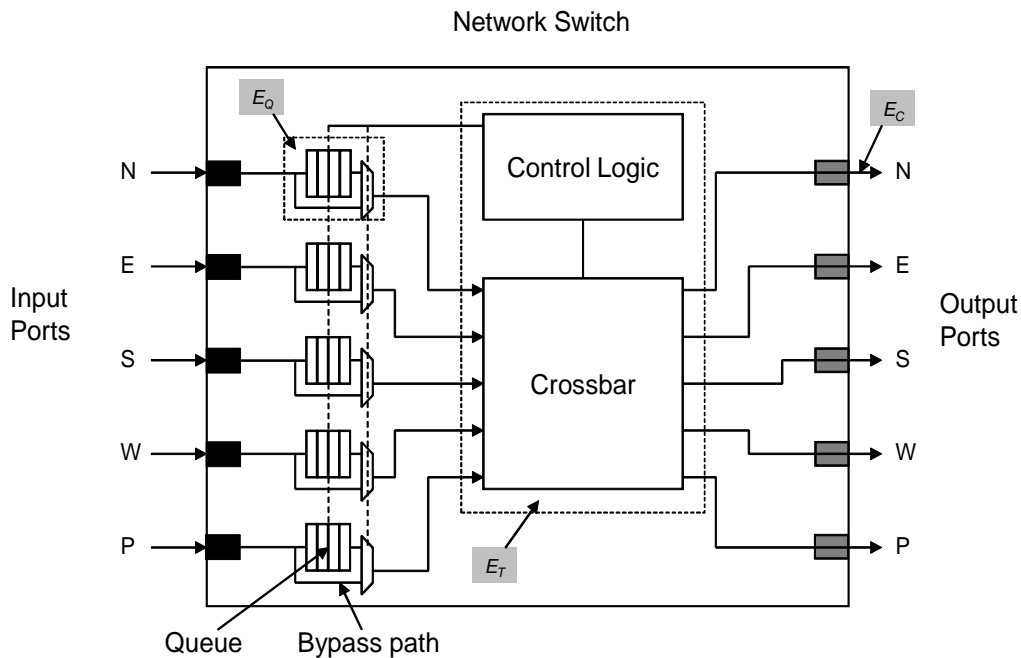 Network Switch
E_Q
E_C
N
Control Logic
N
E
E
Input
Ports
Output
Ports
S
Crossbar
S
W
W
P
E_T
P
Queue
Bypass path